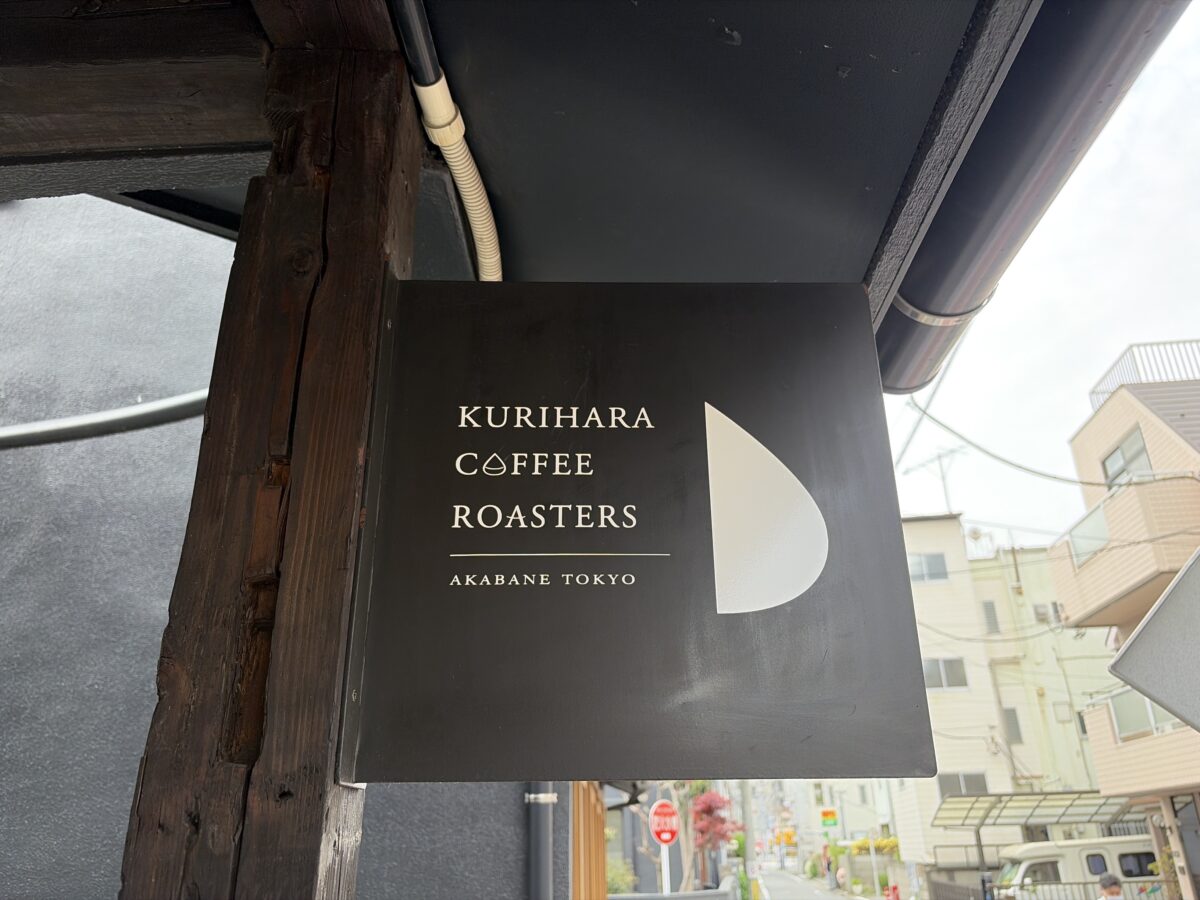 KURIHARA
COFFEE
ROASTERS
AKABANE TOKYO